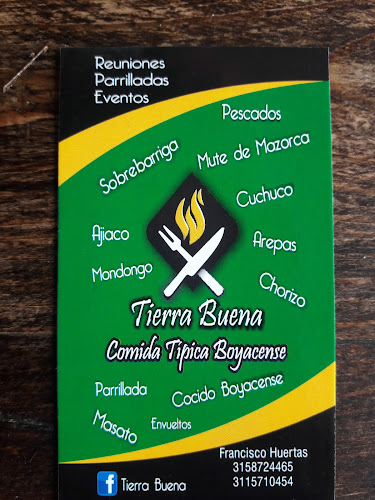 Reuniones
Parrilladas
Eventos
Pescados
Sobrebarriga
Mute de Mazorca
Cuchuco
Ajiaco
Arepas
Mondongo
Chorizo
Tierra Buena
Comida Típica Boyacense
Parrillada
Cocido Boyacense
Masato
Envueltos
Francisco Huertas
3158724465
3115710454
f Tierra Buena